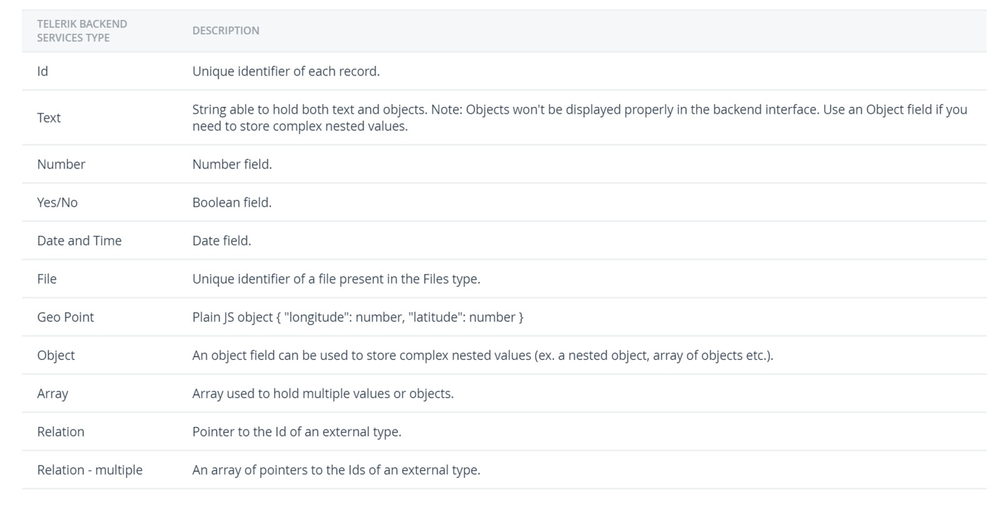 TELERIK BACKEND
SERVICES TYPE
DESCRIPTION
Id
Unique identifier of each record.
Text
String able to hold both text and objects. Note: Objects won't be displayed properly in the backend interface. Use an Object field if you
need to store complex nested values.
Number
Number field.
Yes/No
Boolean field.
Date and Time
Date field.
File
Unique identifier of a file present in the Files type.
Geo Point
Plain JS object { "longitude": number, "latitude": number }
Object
An object field can be used to store complex nested values (ex. a nested object, array of objects etc.).
Array
Array used to hold multiple values or objects.
Relation
Pointer to the Id of an external type.
Relation - multiple
An array of pointers to the Ids of an external type.